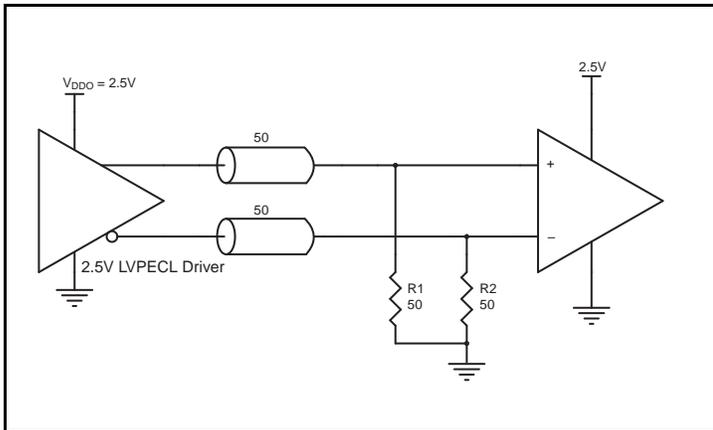 V_DDO = 2.5V
2.5V
50
+
50
–
2.5V LVPECL Driver
R1
50
R2
50